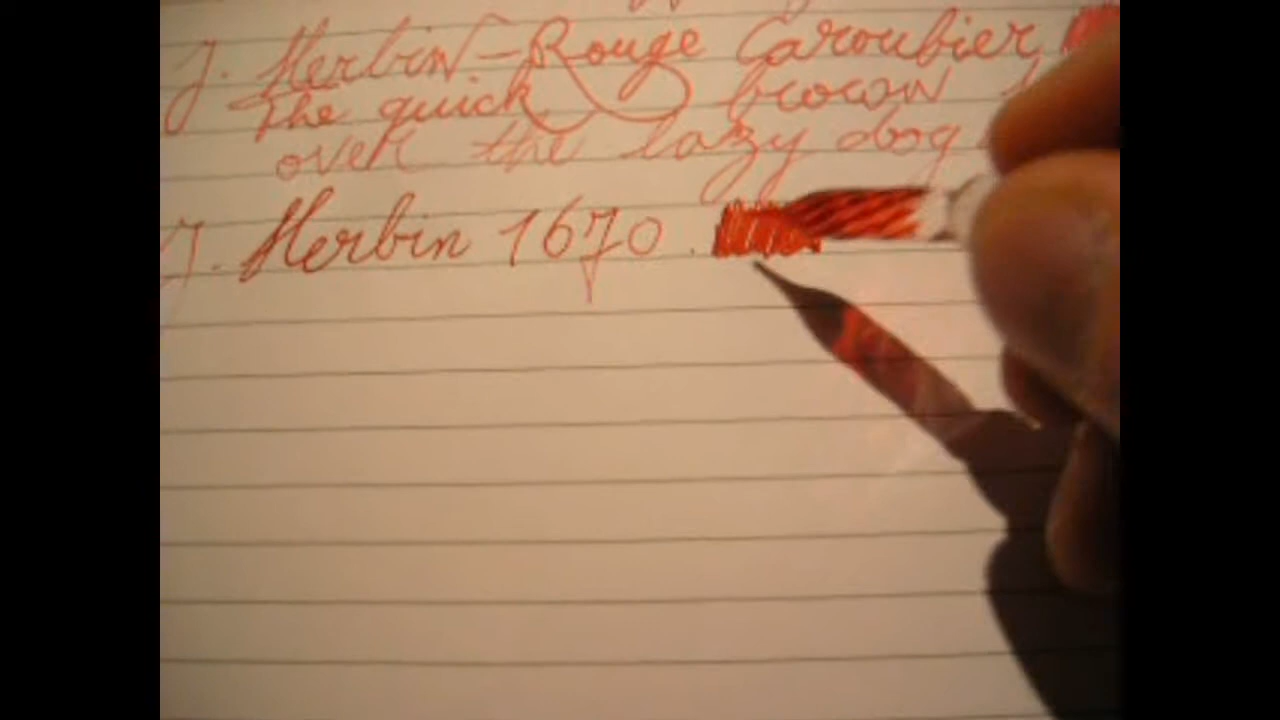 J. Herbin - Rouge Caroubier
The quick brown
over the lazy dog
J. Herbin 1670.